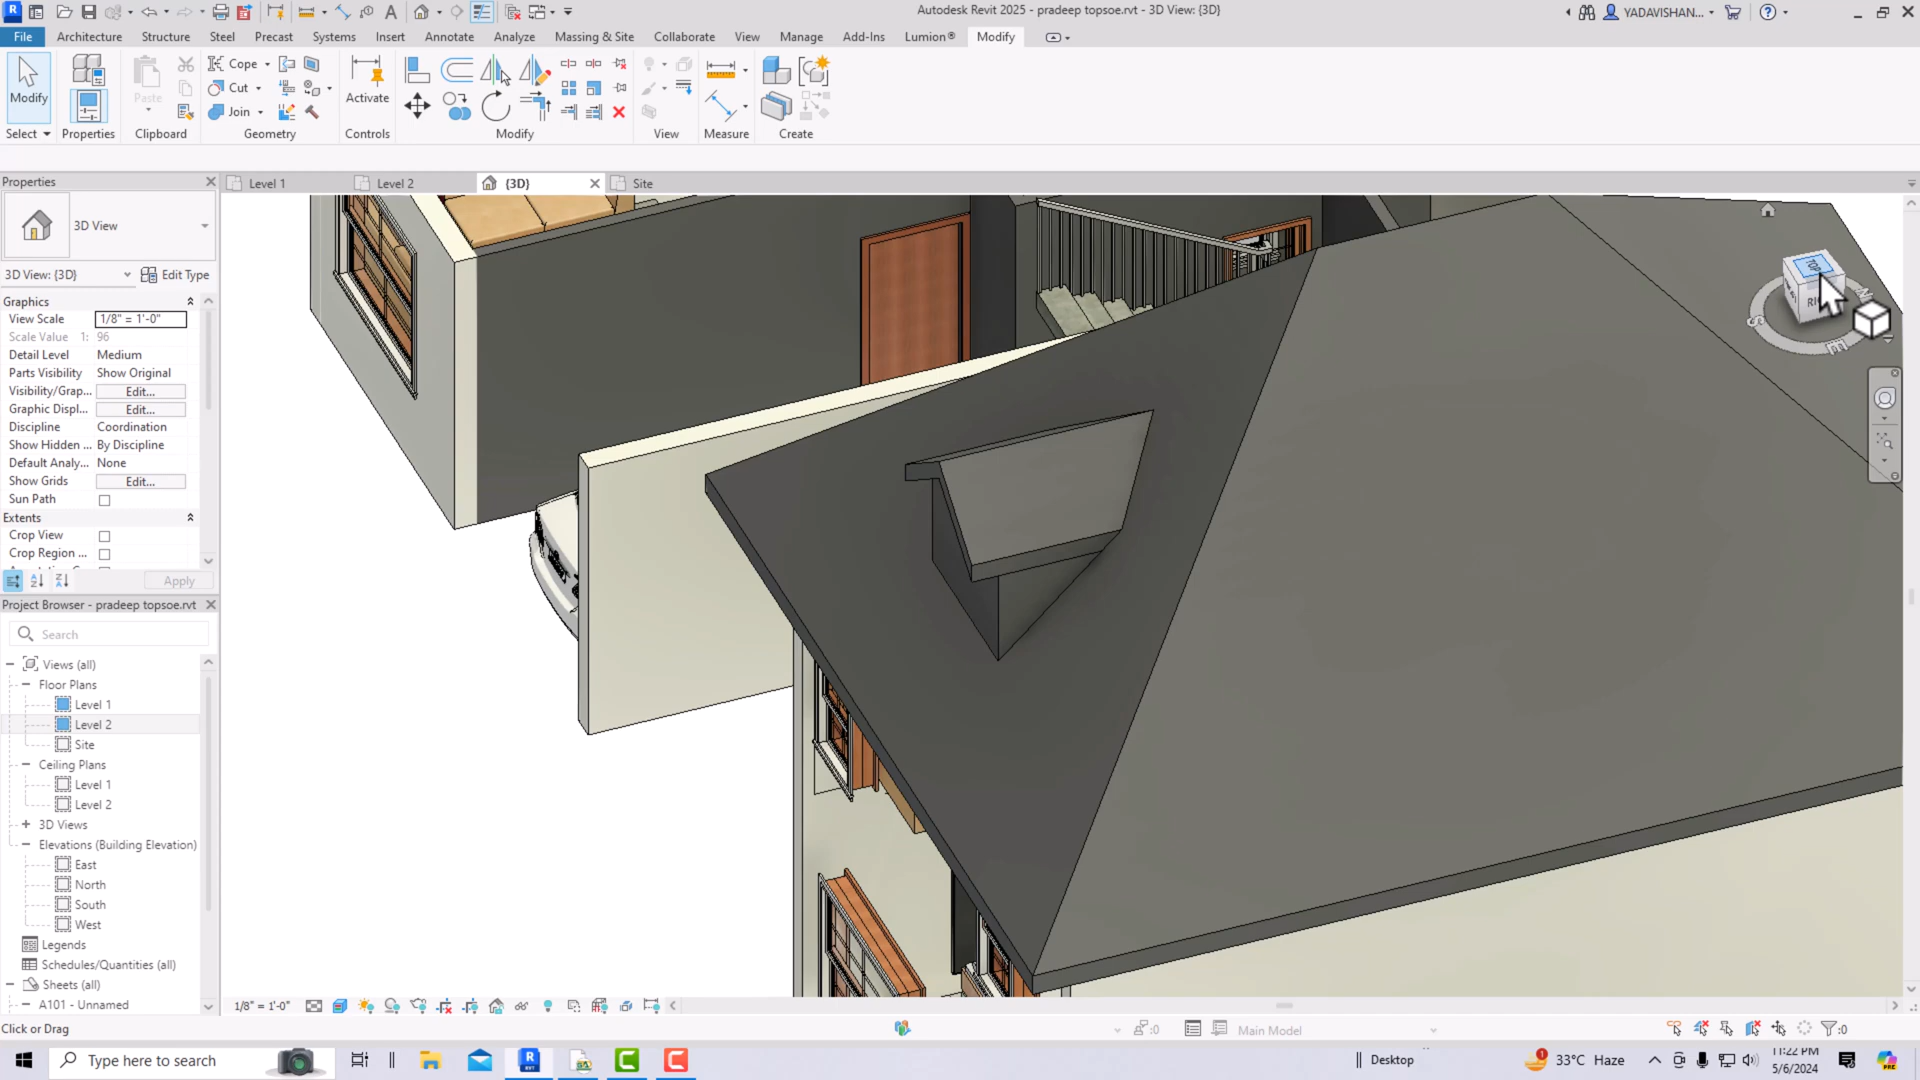 Autodesk Revit 2025 - pradeep topsoe.rvt - 3D View: {3D}
YADAVISHAN...
File Architecture Structure Steel Precast Systems Insert Annotate Analyze Massing & Site Collaborate View Manage Add-Ins Lumion® Modify
Modify
Properties
Paste
Cope
Cut
Join
Activate
Select Properties Clipboard Geometry Controls Modify View Measure Create
Properties
Level 1 Level 2 {3D} Site
3D View
3D View: {3D} Edit Type
Graphics
View Scale 1/8" = 1'-0"
Scale Value 1: 96
Detail Level Medium
Parts Visibility Show Original
Visibility/Grap... Edit...
Graphic Displ... Edit...
Discipline Coordination
Show Hidden ... By Discipline
Default Analy... None
Show Grids Edit...
Sun Path
Extents
Crop View
Crop Region ...
Apply
Project Browser - pradeep topsoe.rvt
Search
Views (all)
Floor Plans
Level 1
Level 2
Site
Ceiling Plans
Level 1
Level 2
3D Views
Elevations (Building Elevation)
East
North
South
West
Legends
Schedules/Quantities (all)
Sheets (all)
A101 - Unnamed
TOP
S
E
1/8" = 1'-0"
Click or Drag
:0
Main Model
:0
Type here to search
Desktop
1
33°C Haze
11:22 PM
5/6/2024